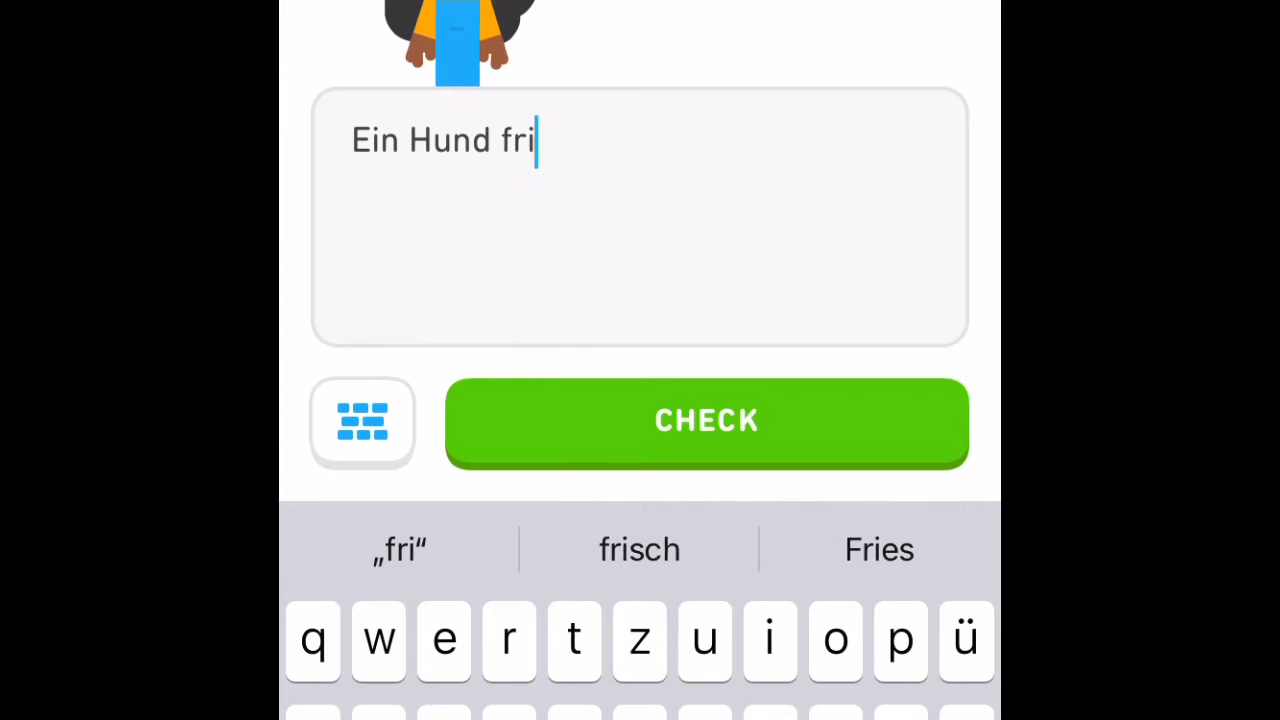 Ein Hund fri
CHECK
„fri“ frisch Fries
q w e r t z u i o p ü